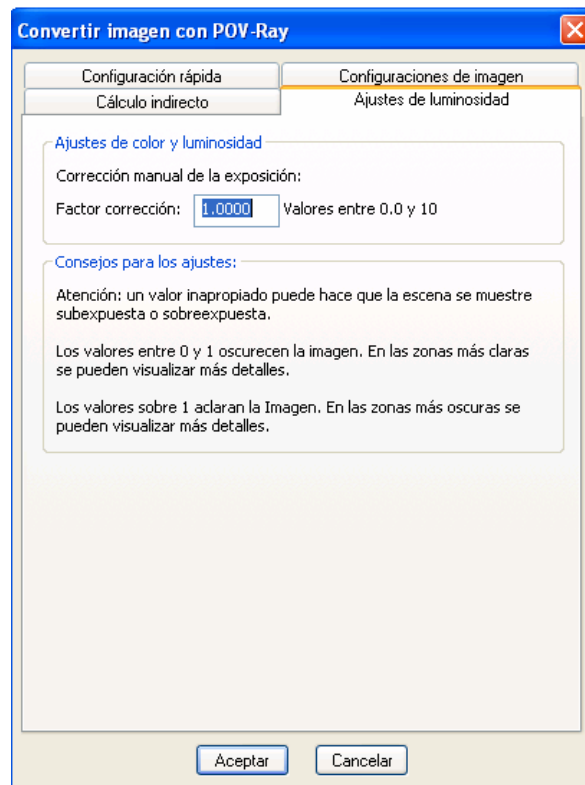 Convertir imagen con POV-Ray
Configuración rápida
Configuraciones de imagen
Cálculo indirecto
Ajustes de luminosidad
Ajustes de color y luminosidad
Corrección manual de la exposición:
Factor corrección: 1.0000 Valores entre 0.0 y 10
Consejos para los ajustes:
Atención: un valor inapropiado puede hace que la escena se muestre
subexpuesta o sobreexpuesta.
Los valores entre 0 y 1 oscurecen la imagen. En las zonas más claras
se pueden visualizar más detalles.
Los valores sobre 1 aclaran la Imagen. En las zonas más oscuras se
pueden visualizar más detalles.
Aceptar
Cancelar